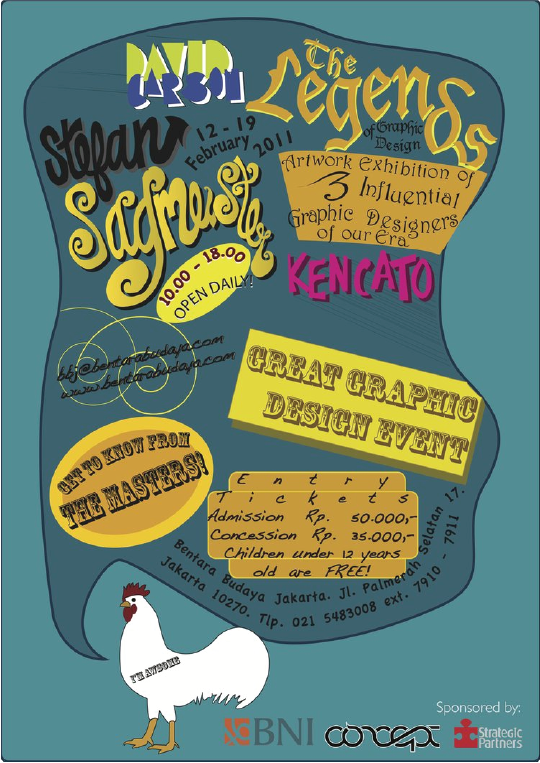 DAVID
CARSON
The
Legends
of Graphic
Design
Stefan
Sagmeister
12 - 19
February 2011
Artwork Exhibition of
3 Influential
Graphic Designers
of our Era
10.00 - 18.00
OPEN DAILY!
KEN CATO
bbj@bentarabudaya.com
www.bentarabudaya.com
GREAT GRAPHIC
DESIGN EVENT
GET TO KNOW FROM
THE MASTERS!
Entry
Tickets
Admission Rp. 50.000,-
Concession Rp. 35.000,-
Children under 12 years
old are FREE!
Bentara Budaya Jakarta. Jl. Palmerah Selatan 17.
Jakarta 10270. Tlp. 021 5483008 ext. 7910 - 7911
I'M AWSOME
Sponsored by:
BNI
concept
Strategic
Partners